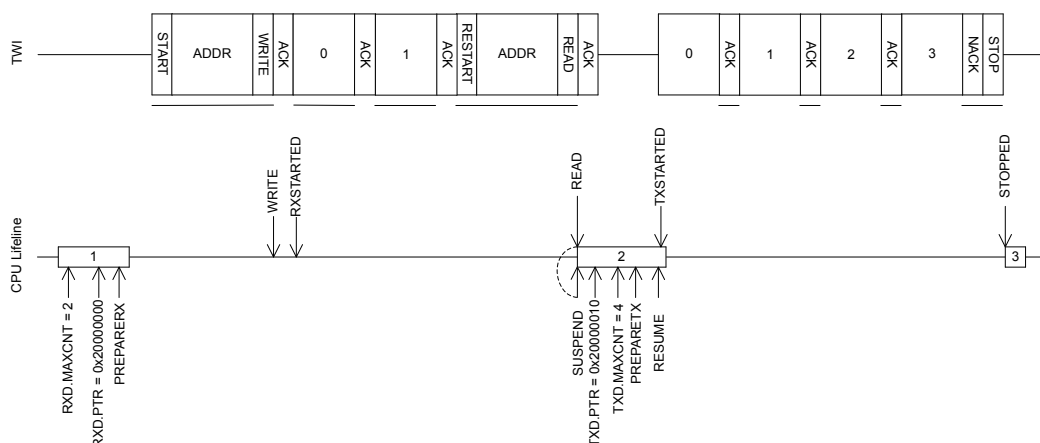 TWI
START
ADDR
WRITE
ACK
0
ACK
1
ACK
RESTART
ADDR
READ
ACK
0
ACK
1
ACK
2
ACK
3
NACK
STOP
CPU Lifeline
WRITE
RXSTARTED
READ
TXSTARTED
STOPPED
1
2
3
RXD.MAXCNT = 2
RXD.PTR = 0x20000000
PREPARERX
SUSPEND
TXD.PTR = 0x20000010
TXD.MAXCNT = 4
PREPARETX
RESUME